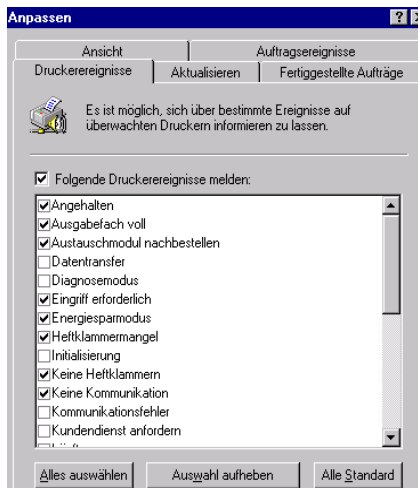 Anpassen
Ansicht
Auftragsereignisse
Druckerereignisse
Aktualisieren
Fertiggestellte Aufträge
Es ist möglich, sich über bestimmte Ereignisse auf
überwachten Druckern informieren zu lassen.
Folgende Druckerereignisse melden:
Angehalten
Ausgabefach voll
Austauschmodul nachbestellen
Datentransfer
Diagnosemodus
Eingriff erforderlich
Energiesparmodus
Heftklammermangel
Initialisierung
Keine Heftklammern
Keine Kommunikation
Kommunikationsfehler
Kundendienst anfordern
Alles auswählen
Auswahl aufheben
Alle Standard